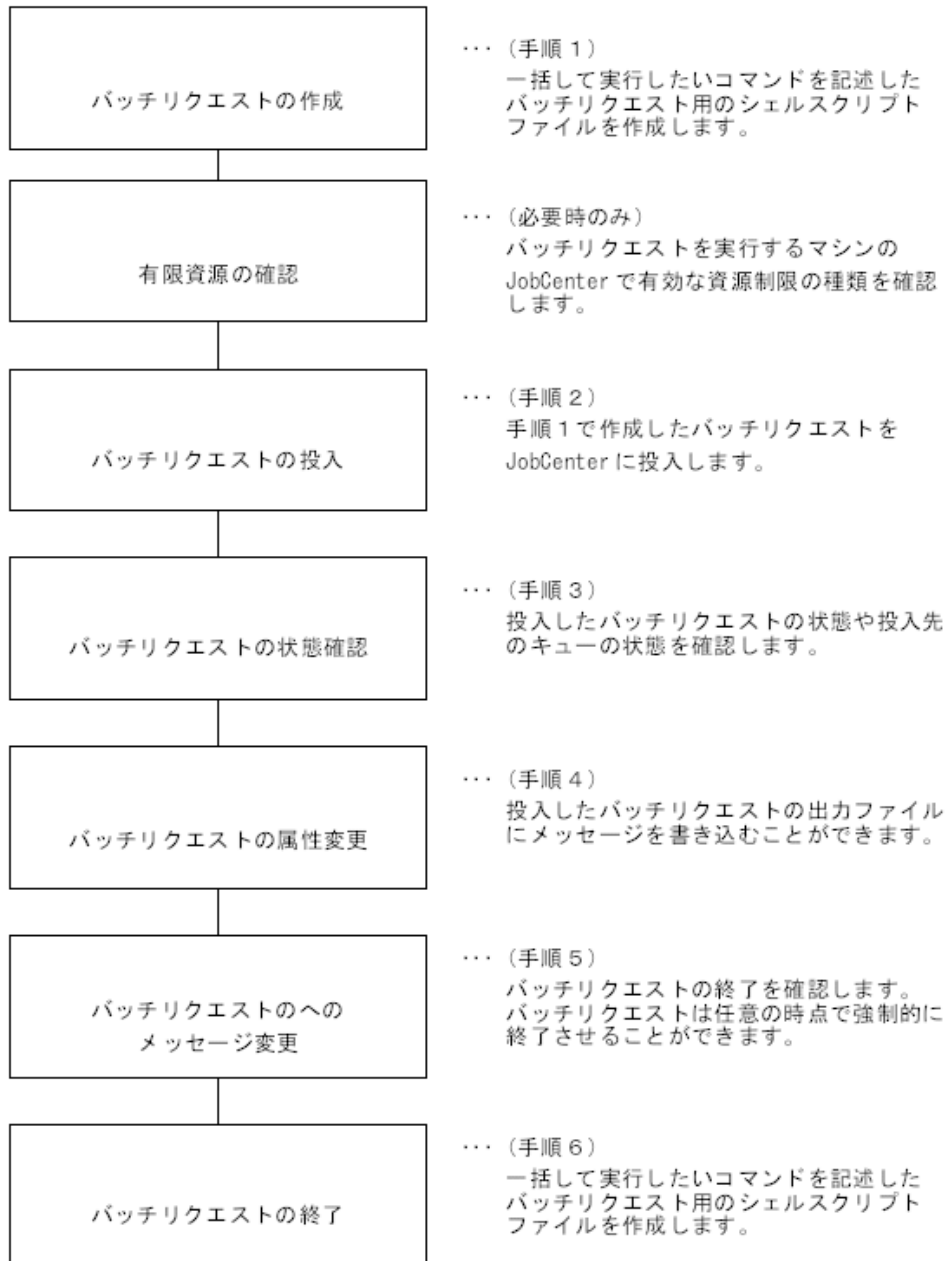 バッチリクエストの作成
··· (手順1)
一括して実行したいコマンドを記述した
バッチリクエスト用のシェルスクリプト
ファイルを作成します。
有限資源の確認
··· (必要時のみ)
バッチリクエストを実行するマシンの
JobCenterで有効な資源制限の種類を確認
します。
バッチリクエストの投入
··· (手順2)
手順1で作成したバッチリクエストを
JobCenterに投入します。
バッチリクエストの状態確認
··· (手順3)
投入したバッチリクエストの状態や投入先
のキューの状態を確認します。
バッチリクエストの属性変更
··· (手順4)
投入したバッチリクエストの出力ファイル
にメッセージを書き込むことができます。
バッチリクエストのへの
メッセージ変更
··· (手順5)
バッチリクエストの終了を確認します。
バッチリクエストは任意の時点で強制的に
終了させることができます。
バッチリクエストの終了
··· (手順6)
一括して実行したいコマンドを記述した
バッチリクエスト用のシェルスクリプト
ファイルを作成します。